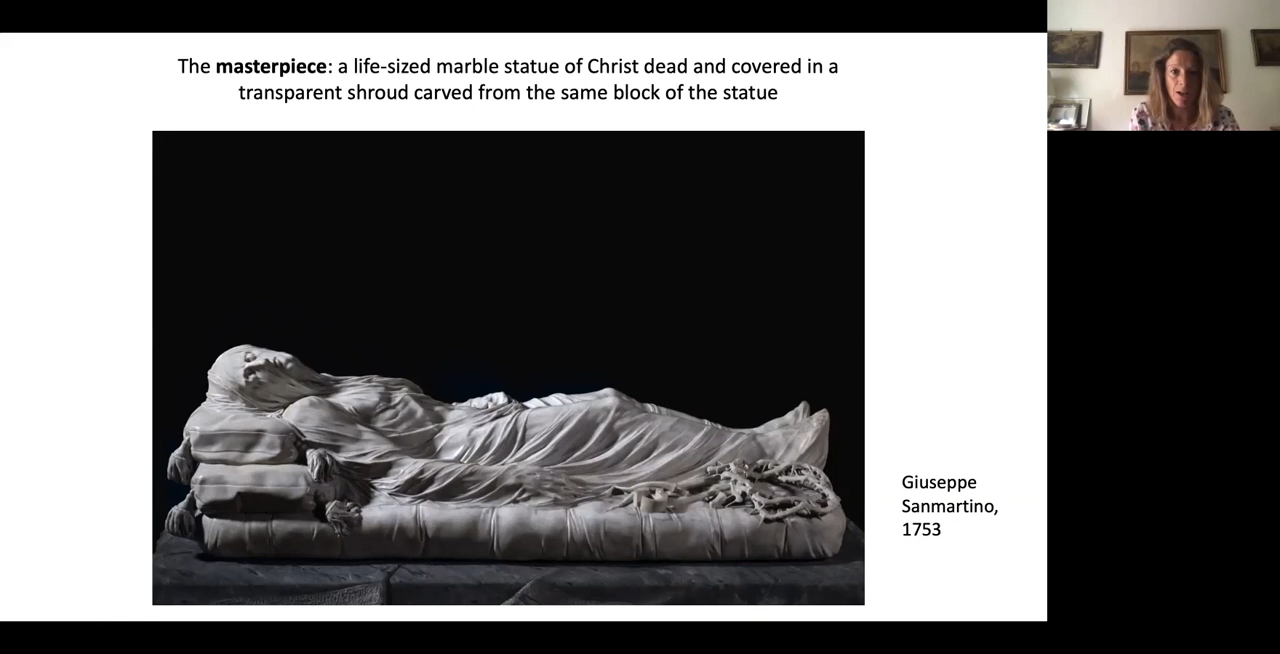 The masterpiece: a life-sized marble statue of Christ dead and covered in a
transparent shroud carved from the same block of the statue
Giuseppe
Sanmartino,
1753